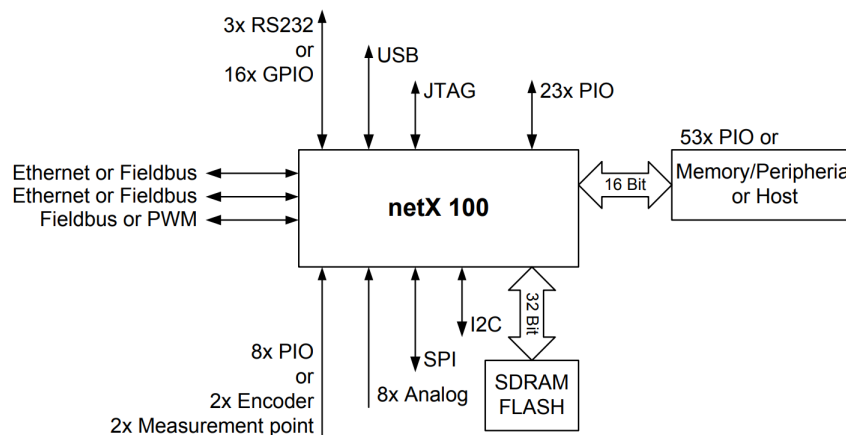 3x RS232
or
16x GPIO
USB
JTAG
23x PIO
53x PIO or
Ethernet or Fieldbus
Ethernet or Fieldbus
Fieldbus or PWM
netX 100
16 Bit
Memory/Peripheria
or Host
32 Bit
I2C
SPI
8x Analog
8x PIO
or
2x Encoder
2x Measurement point
SDRAM
FLASH